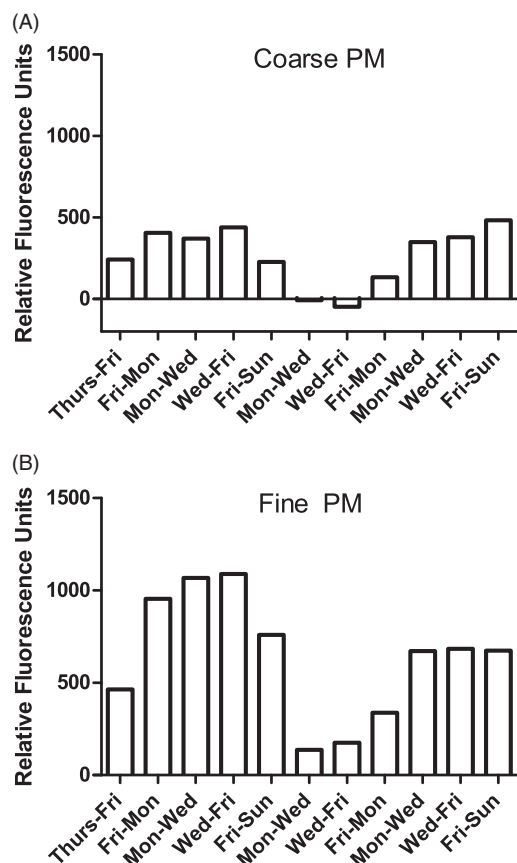 (A)
Coarse PM
Relative Fluorescence Units
1500
1000
500
0
Thurs-Fri
Fri-Mon
Mon-Wed
Wed-Fri
Fri-Sun
Mon-Wed
Wed-Fri
Fri-Mon
Mon-Wed
Wed-Fri
Fri-Sun
(B)
Fine PM
Relative Fluorescence Units
1500
1000
500
0
Thurs-Fri
Fri-Mon
Mon-Wed
Wed-Fri
Fri-Sun
Mon-Wed
Wed-Fri
Fri-Mon
Mon-Wed
Wed-Fri
Fri-Sun